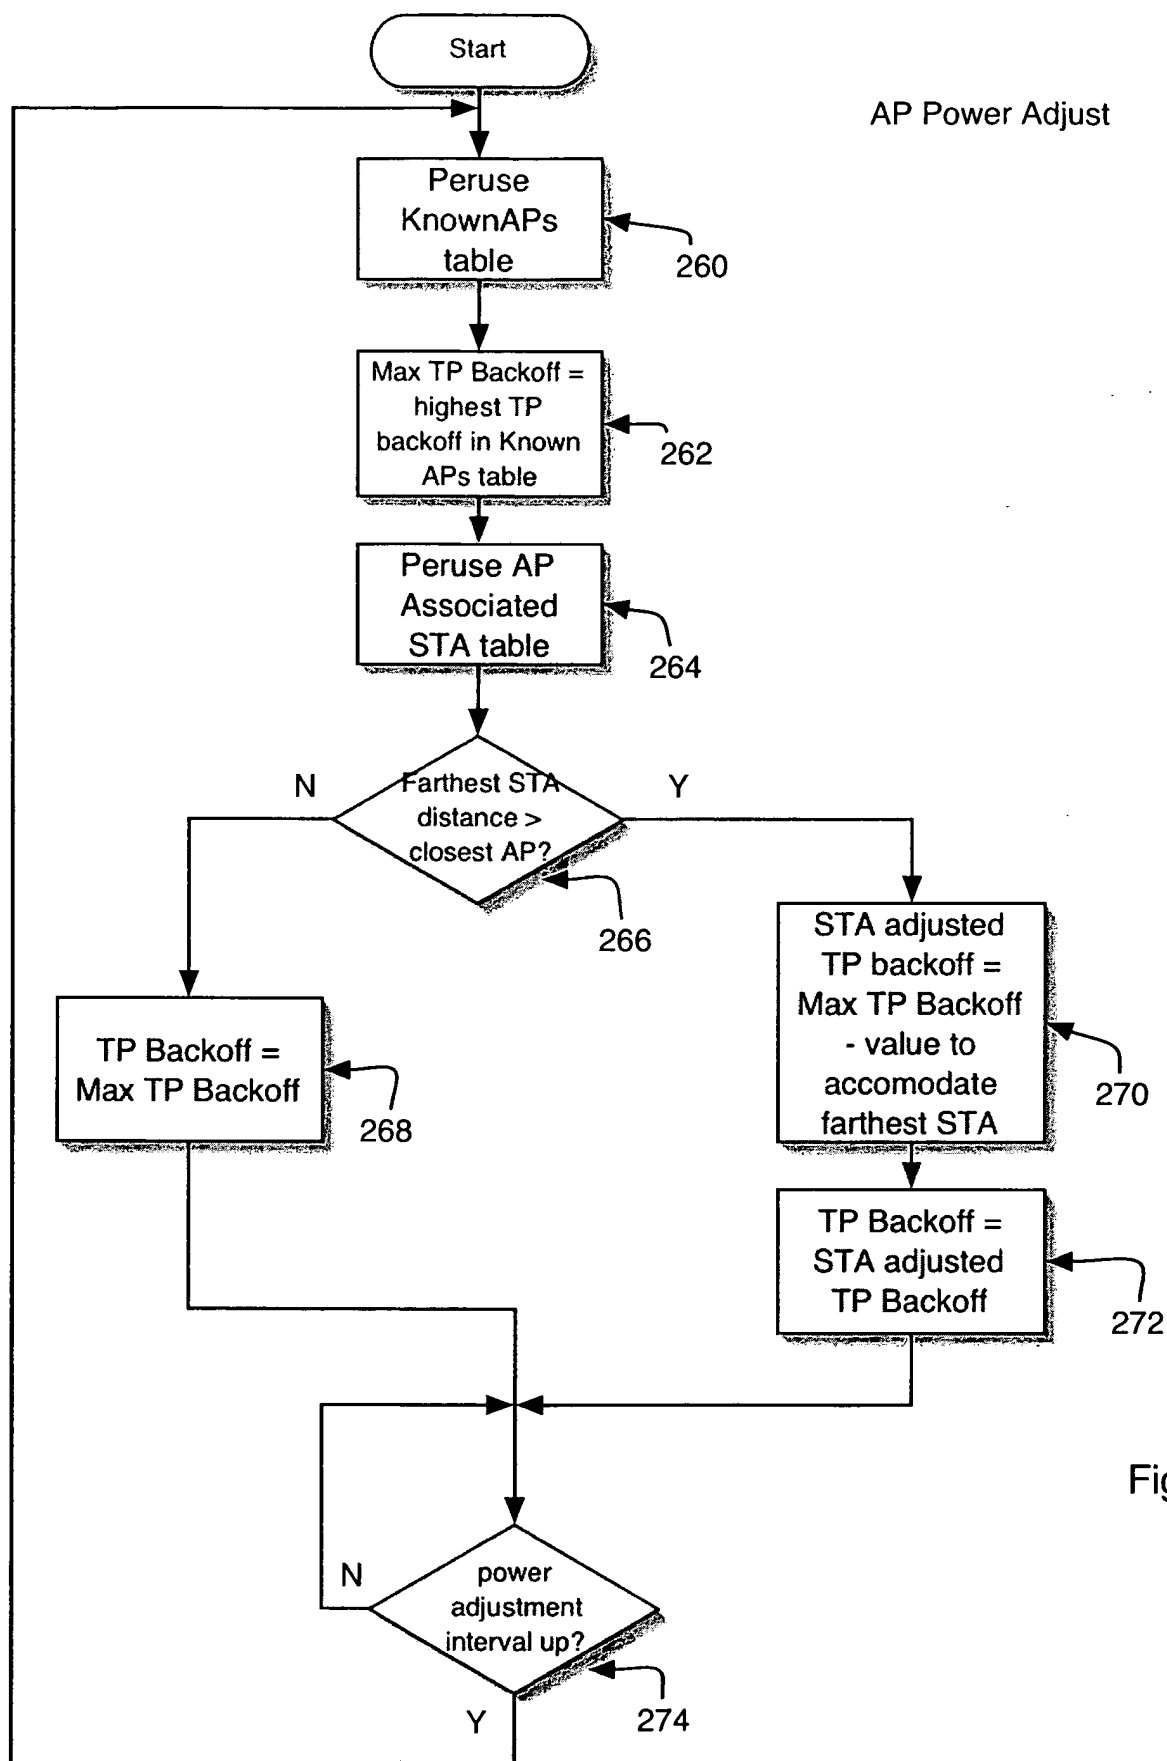 Start
AP Power Adjust
Peruse
KnownAPs
table
260
Max TP Backoff =
highest TP
backoff in Known
APs table
262
Peruse AP
Associated
STA table
264
N
Farthest STA
distance >
closest AP?
Y
266
STA adjusted
TP backoff =
Max TP Backoff
- value to
accomodate
farthest STA
270
TP Backoff =
Max TP Backoff
268
TP Backoff =
STA adjusted
TP Backoff
272
Fig
N
power
adjustment
interval up?
274
Y